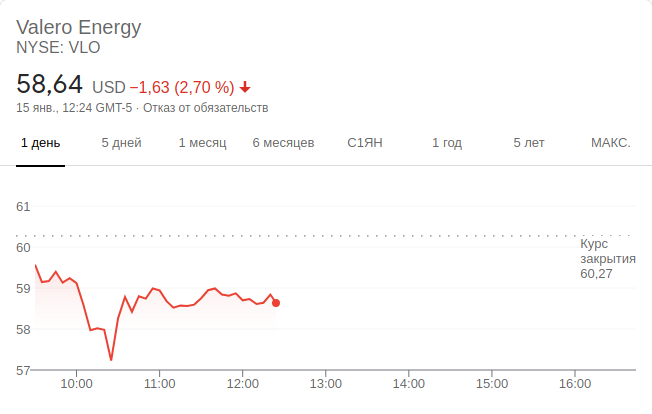 Valero Energy
NYSE: VLO
58,64 USD −1,63 (2,70 %)
15 янв., 12:24 GMT-5 · Отказ от обязательств
1 день 5 дней 1 месяц 6 месяцев С1ЯН 1 год 5 лет МАКС.
61
60
59
58
57
Курс
закрытия
60,27
10:00 11:00 12:00 13:00 14:00 15:00 16:00